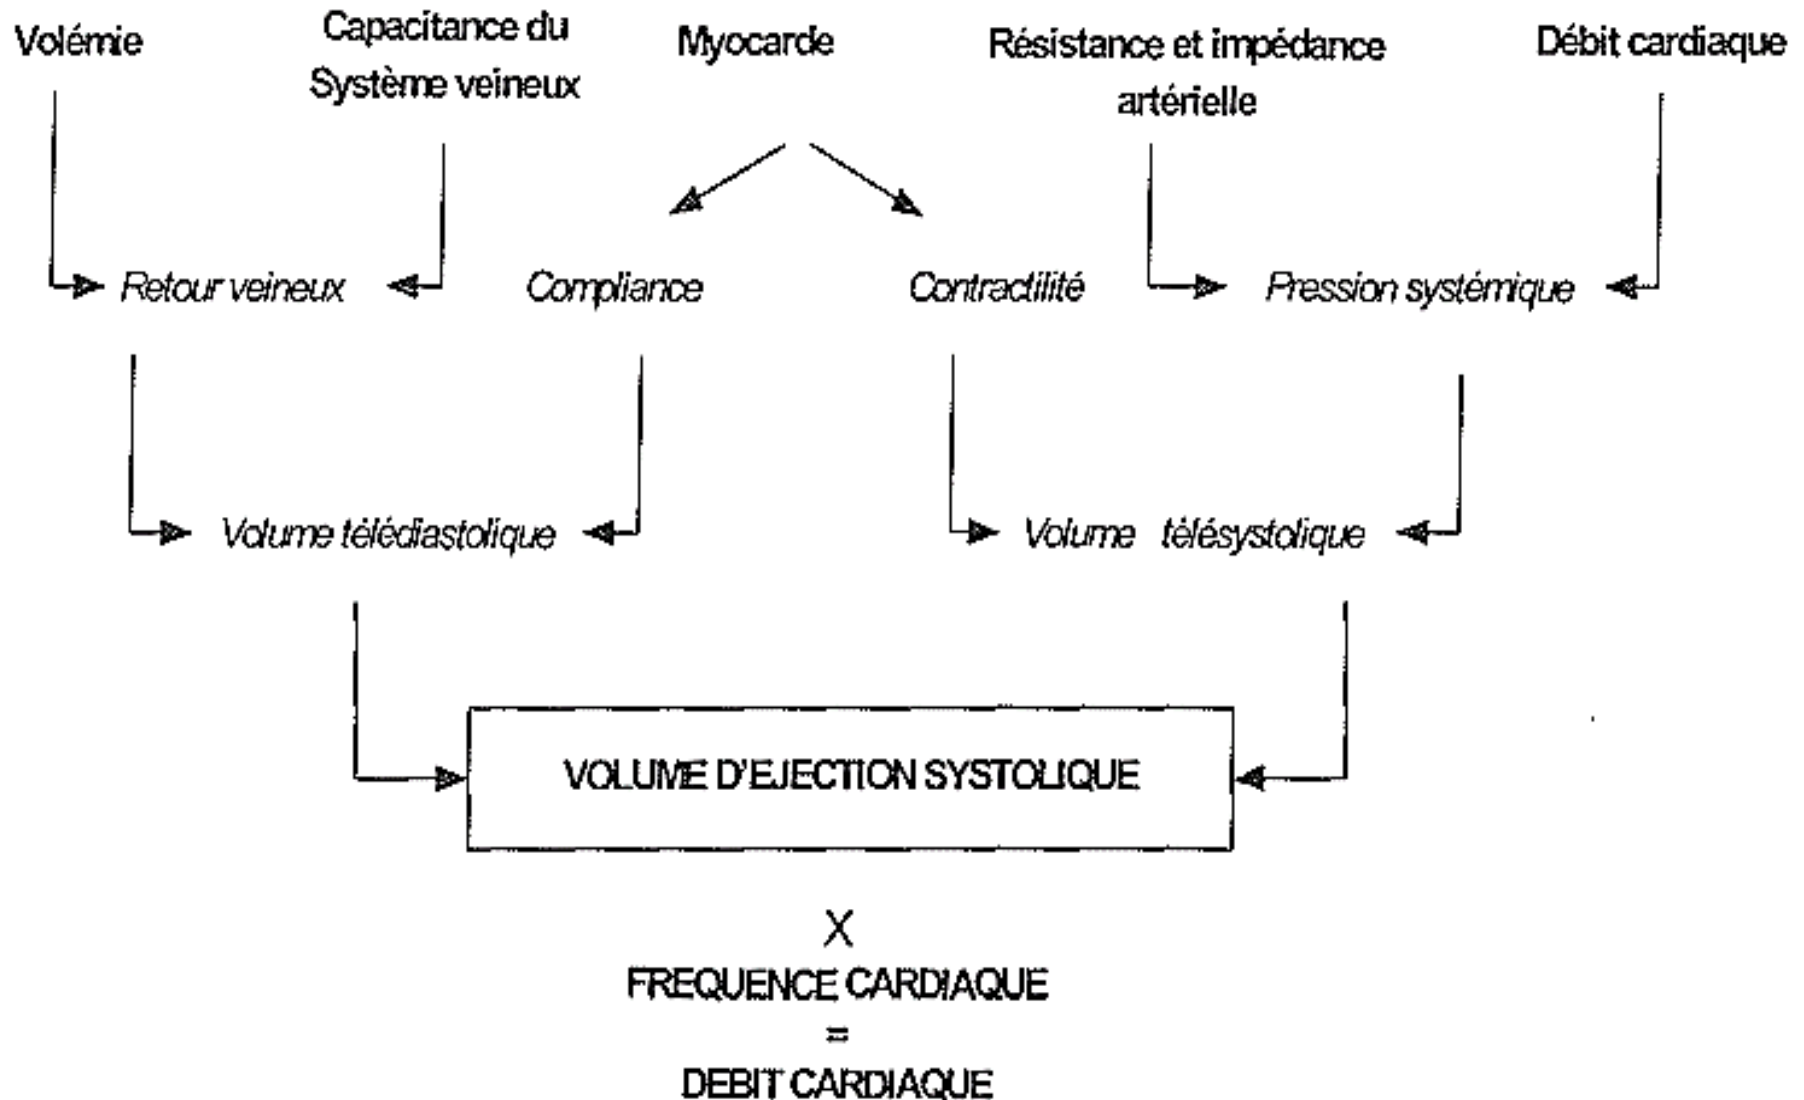 Volémie
Capacitance du
Système veineux
Myocarde
Résistance et impédance
artérielle
Débit cardiaque
Retour veineux
Compliance
Contractilité
Pression systémique
Volume télédiastolique
Volume télésystolique
VOLUME D'EJECTION SYSTOLIQUE
X
FREQUENCE CARDIAQUE
=
DEBIT CARDIAQUE